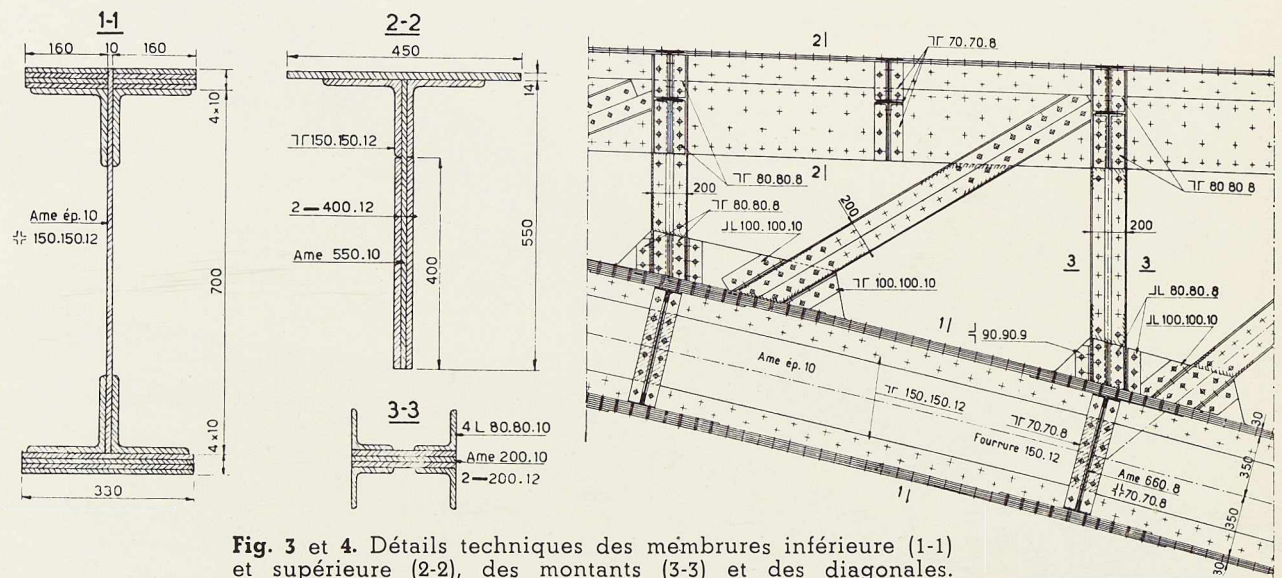 1-1
160 10 160
4×10
Ame ép. 10
150.150.12
700
4×10
330
2-2
450
14
150.150.12
2—400.12
Ame 550.10
400
550
3-3
4 L 80.80.10
Ame 200.10
2—200.12
2
70.70.8
80.80.8
2
80 80 8
200
80.80.8
JL 100.100.10
200
200
100.100.10
3 3
JL 80.80.8
JL 100.100.10
1
90.90.9
Ame ép. 10
150.150.12
70.70.8
Fourrure 150.12
Ame 660.8
70.70.8
1
30
350
350
30
Fig. 3 et 4. Détails techniques des membrures inférieure (1-1)
et supérieure (2-2), des montants (3-3) et des diagonales.